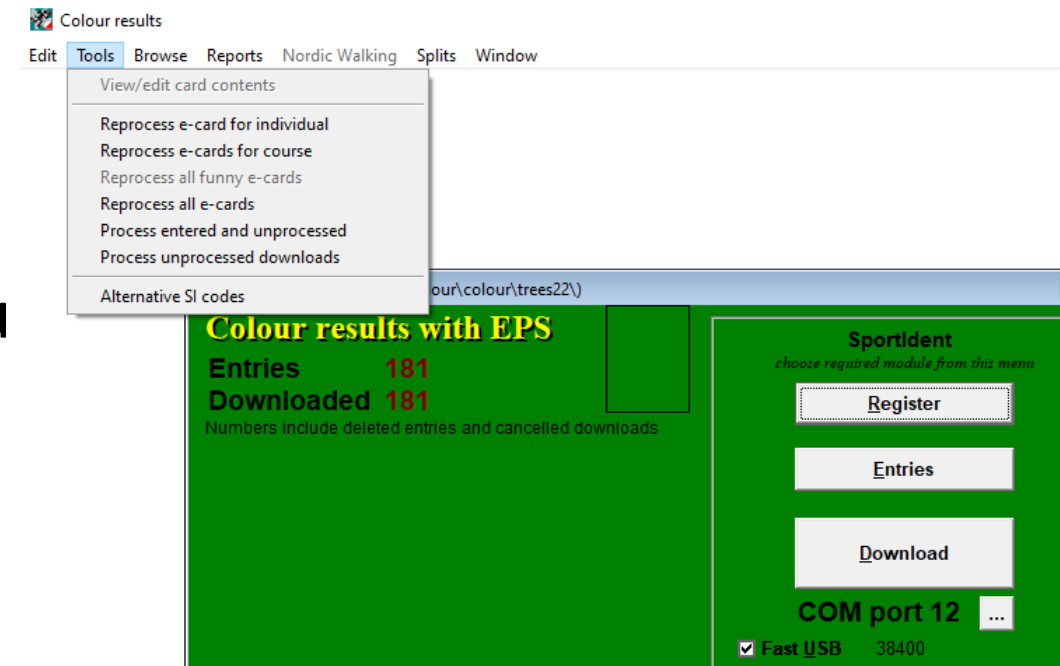 Colour results
Edit Tools Browse Reports Nordic Walking Splits Window
View/edit card contents
Reprocess e-card for individual
Reprocess e-cards for course
Reprocess all funny e-cards
Reprocess all e-cards
Process entered and unprocessed
Process unprocessed downloads
Alternative SI codes
our\colour\trees22\)
Colour results with EPS
Entries 181
Downloaded 181
Numbers include deleted entries and cancelled downloads
SportIdent
choose required module from this menu
Register
Entries
Download
COM port 12 ...
Fast USB 38400